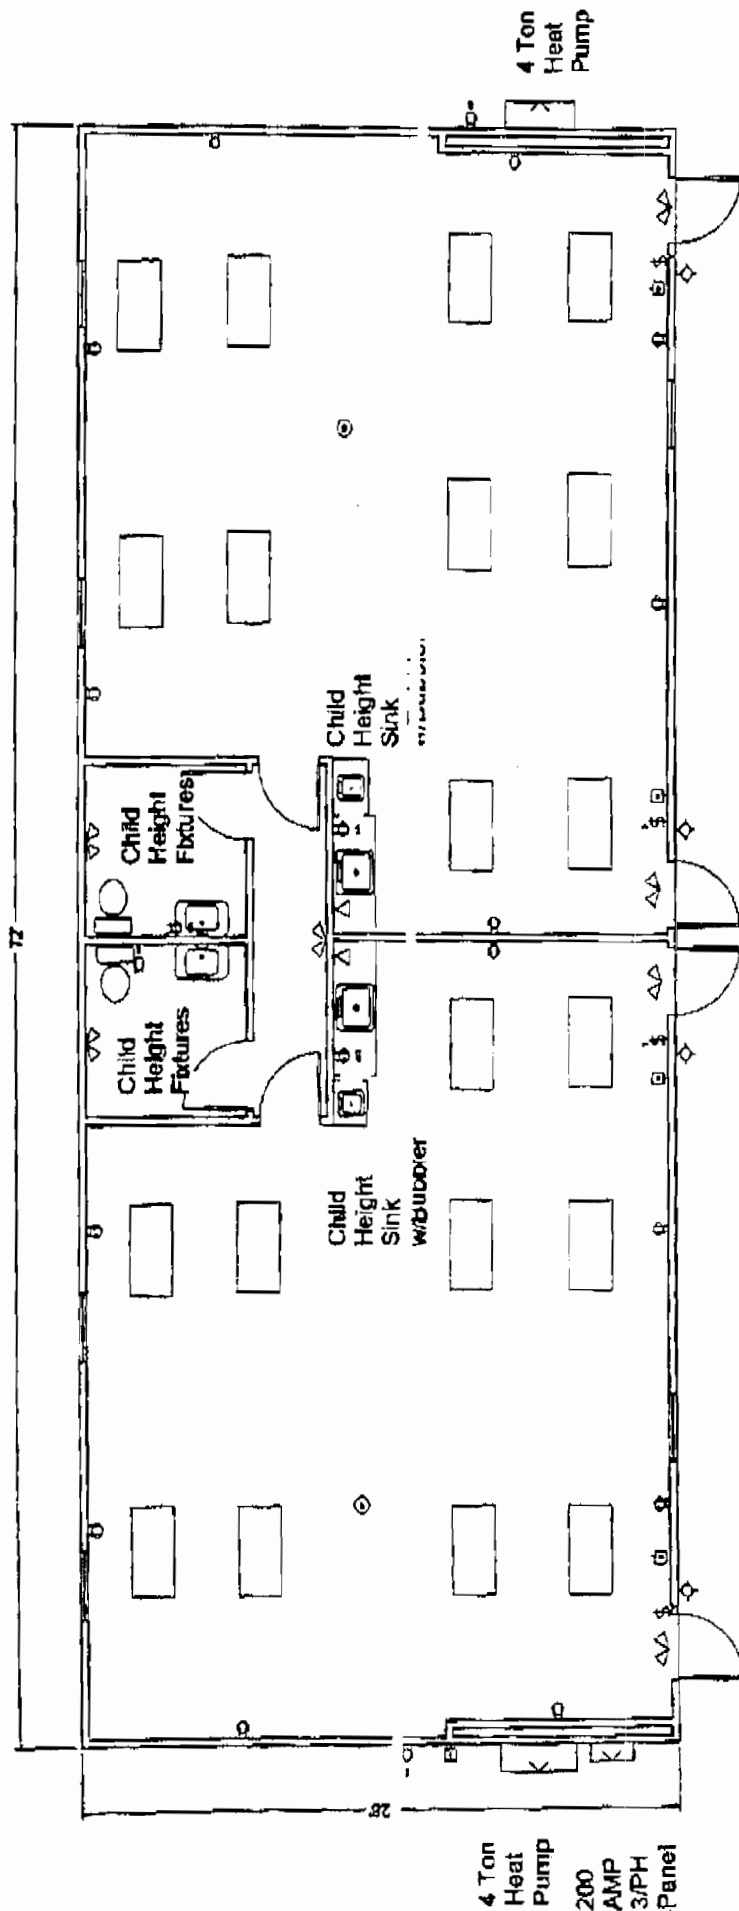 4 Ton
Heat
Pump
72'
Child
Height
Fixtures
Child
Height
Sink
Child
Height
Fixtures
Child
Height
Sink
w/bubbler
28'
4 Ton
Heat
Pump
200
AMP
3/PH
Panel